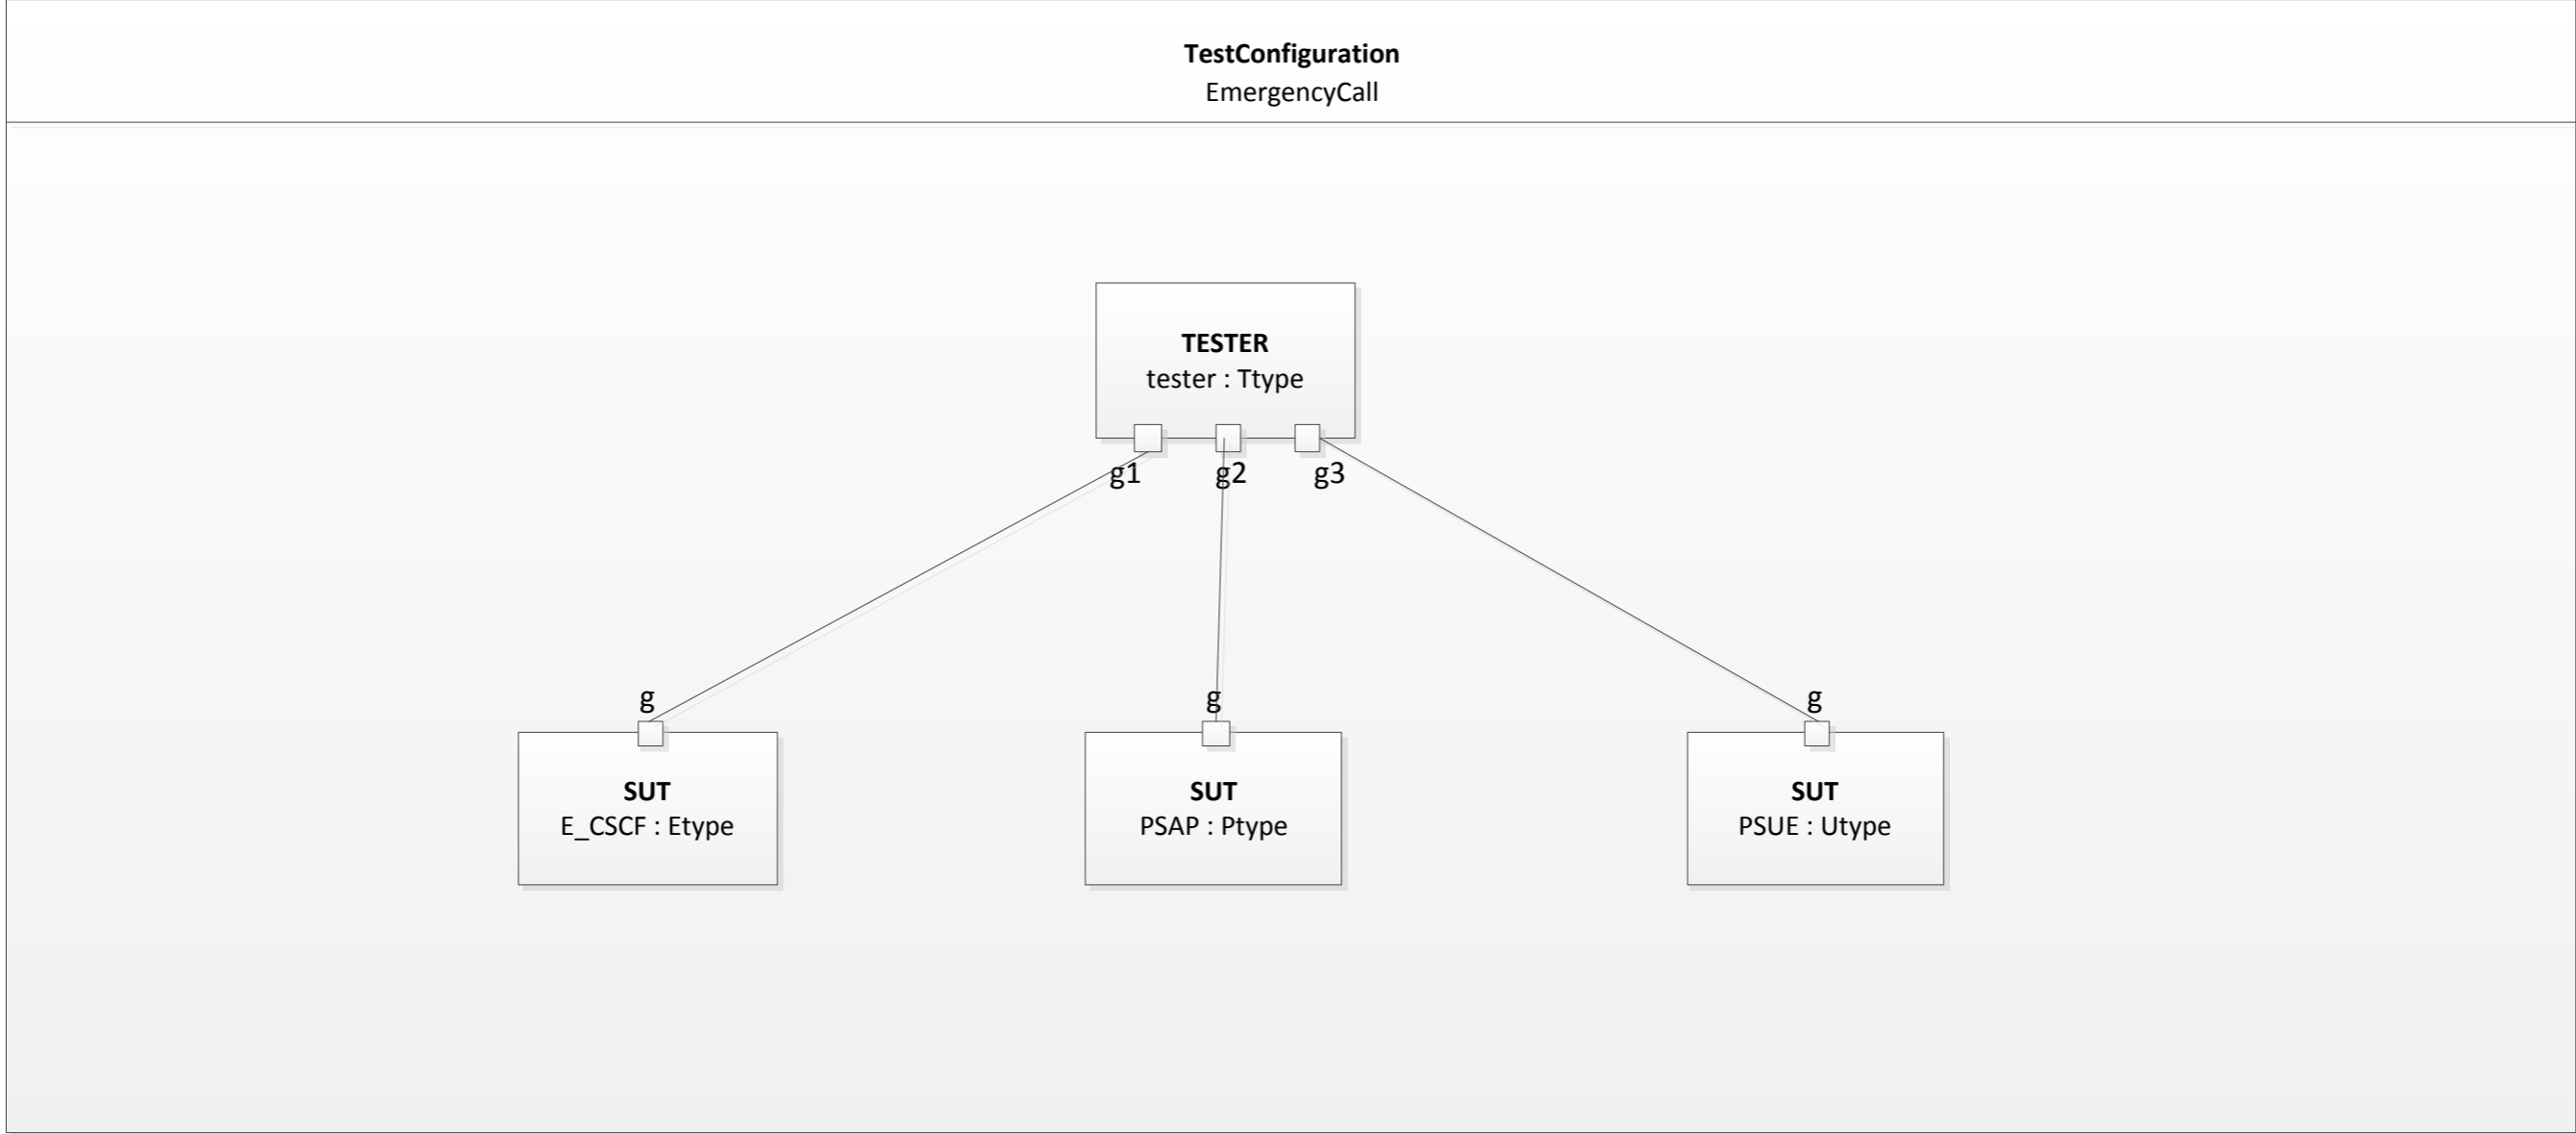 TestConfiguration
EmergencyCall
TESTER
tester : Ttype
g1
g2
g3
g
g
g
SUT
E_CSCF : Etype
SUT
PSAP : Ptype
SUT
PSUE : Utype